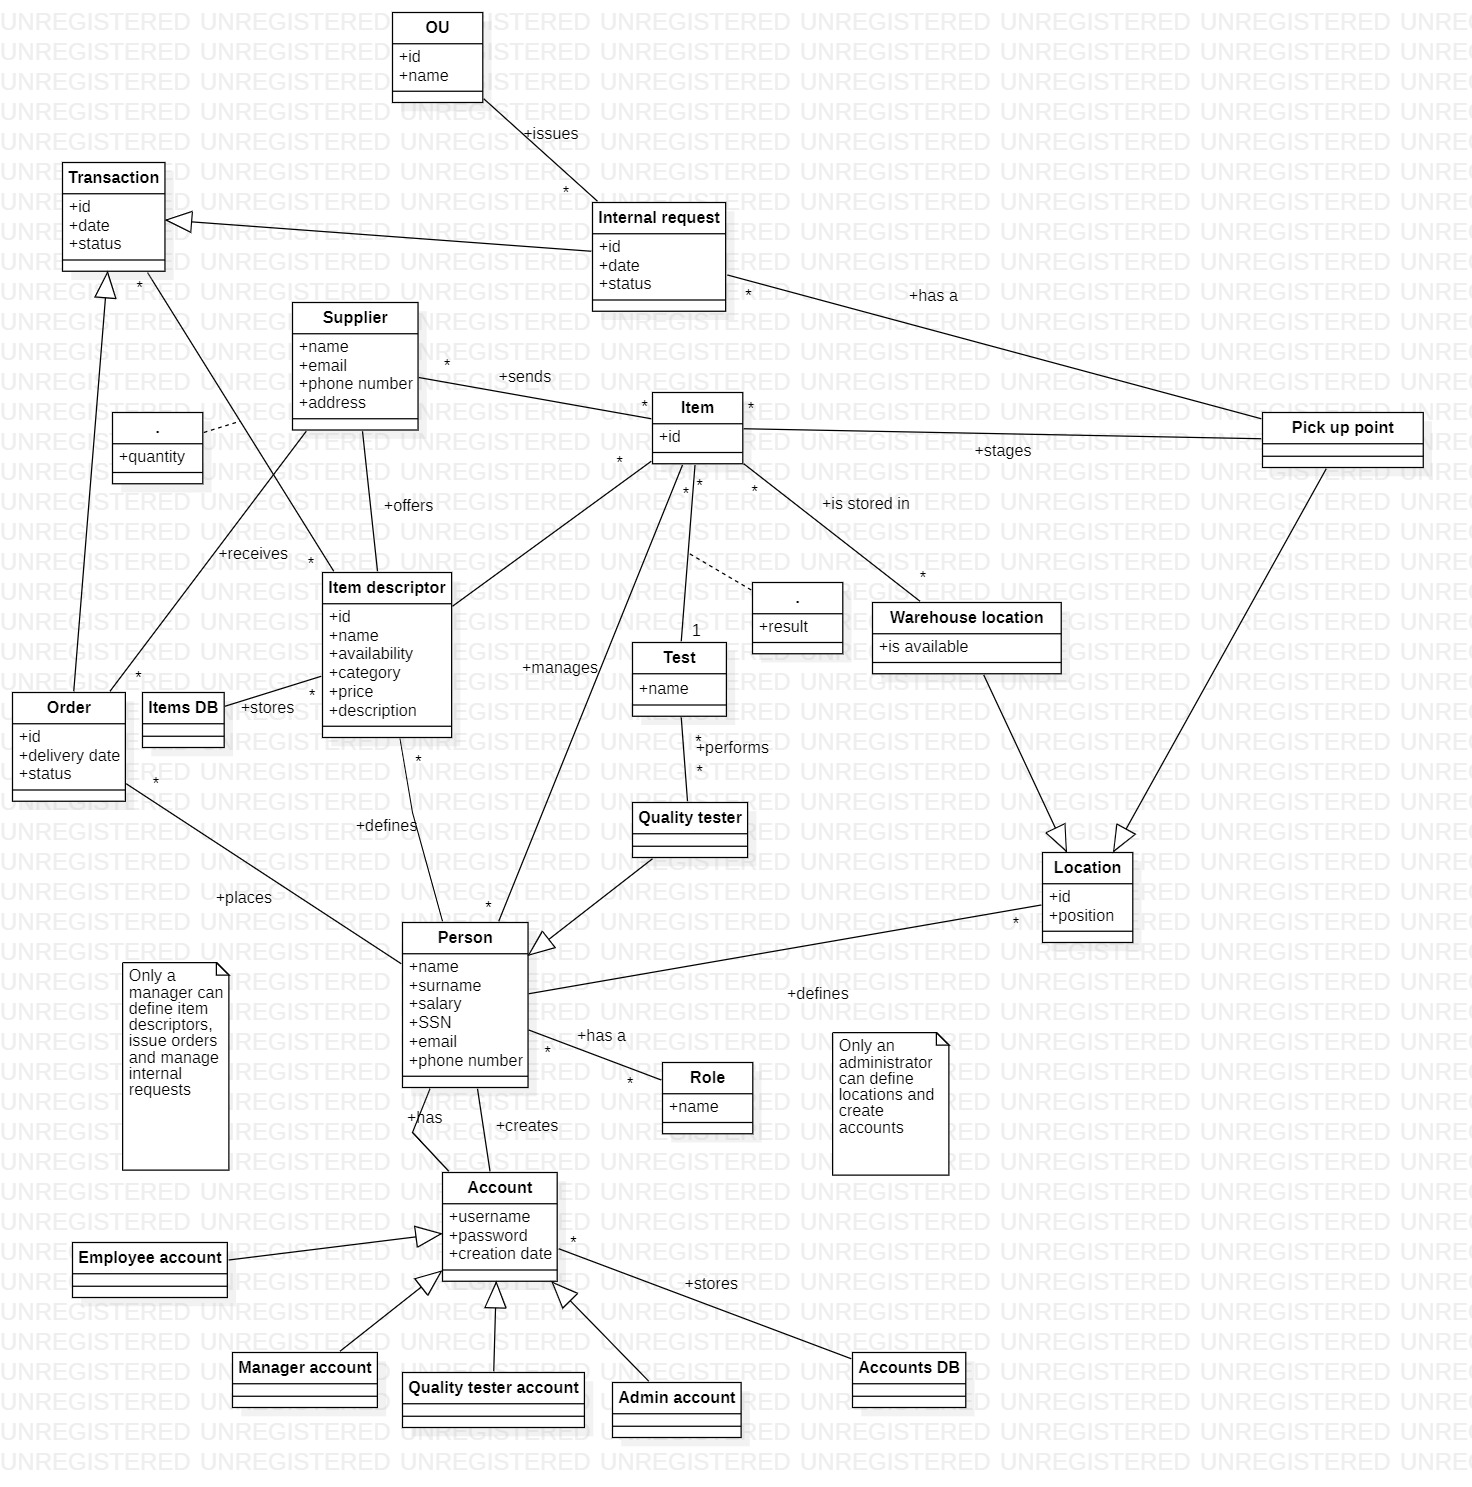 OU
+id
+name
+issues
*
Transaction
+id
+date
+status
*
Internal request
+id
+date
+status
*
+has a
Supplier
+name
+email
+phone number
+address
*
+sends
*
Item
+id
*
+stages
Pick up point
.
+quantity
+receives
+offers
*
*
*
*
*
+is stored in
*
Item descriptor
+id
+name
+availability
+category
+price
+description
*
.
+result
Warehouse location
+is available
1
Test
+name
+manages
*
Order
+id
+delivery date
+status
*
Items DB
+stores
*
*
+defines
*
+performs
*
Quality tester
+places
*
Location
+id
+position
*
+defines
Person
+name
+surname
+salary
+SSN
+email
+phone number
Only a
manager can
define item
descriptors,
issue orders
and manage
internal
requests
+has a
*
*
Role
+name
Only an
administrator
can define
locations and
create
accounts
+has
+creates
Account
+username
+password
+creation date
*
+stores
Employee account
Manager account
Quality tester account
Admin account
Accounts DB
UNREGISTERED